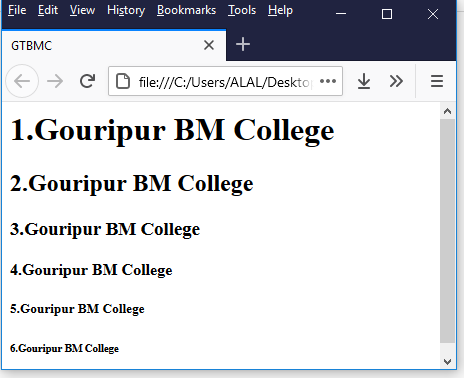 File Edit View History Bookmarks Tools Help
GTBMC
file:///C:/Users/ALAL/Deskto
1.Gouripur BM College
2.Gouripur BM College
3.Gouripur BM College
4.Gouripur BM College
5.Gouripur BM College
6.Gouripur BM College